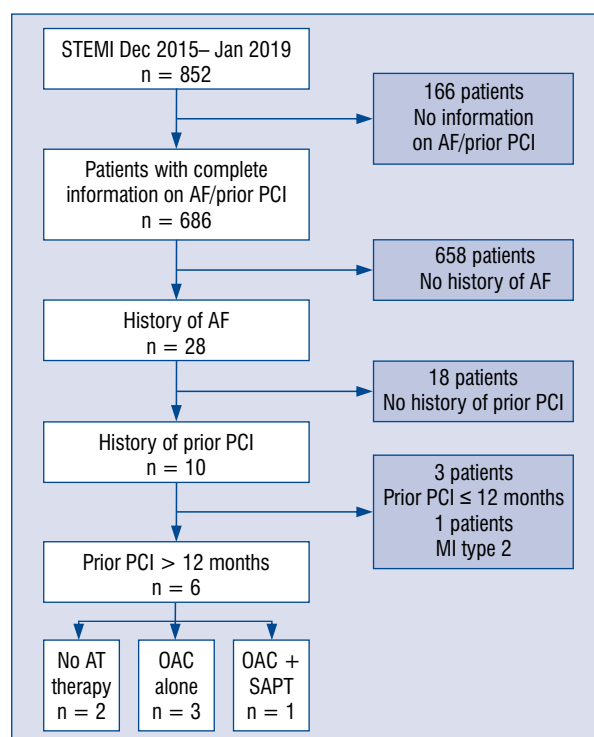 STEMI Dec 2015– Jan 2019
n = 852
166 patients
No information
on AF/prior PCI
Patients with complete
information on AF/prior PCI
n = 686
658 patients
No history of AF
History of AF
n = 28
18 patients
No history of prior PCI
History of prior PCI
n = 10
3 patients
Prior PCI ≤ 12 months
1 patients
MI type 2
Prior PCI > 12 months
n = 6
No AT
therapy
n = 2
OAC
alone
n = 3
OAC +
SAPT
n = 1